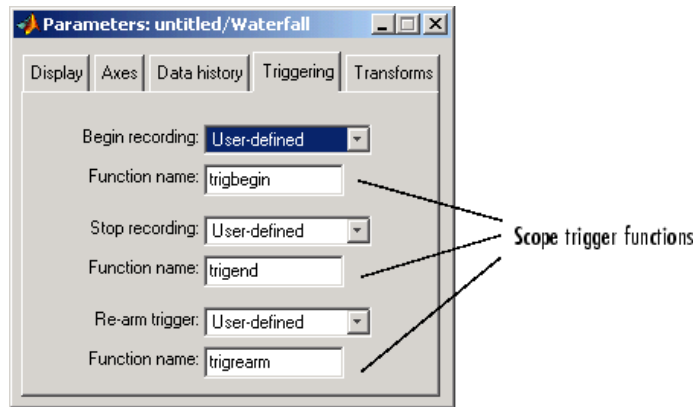 Parameters: untitled/Waterfall
Display Axes Data history Triggering Transforms
Begin recording: User-defined
Function name: trigbegin
Stop recording: User-defined
Function name: trigend
Re-arm trigger: User-defined
Function name: trigrearm
Scope trigger functions